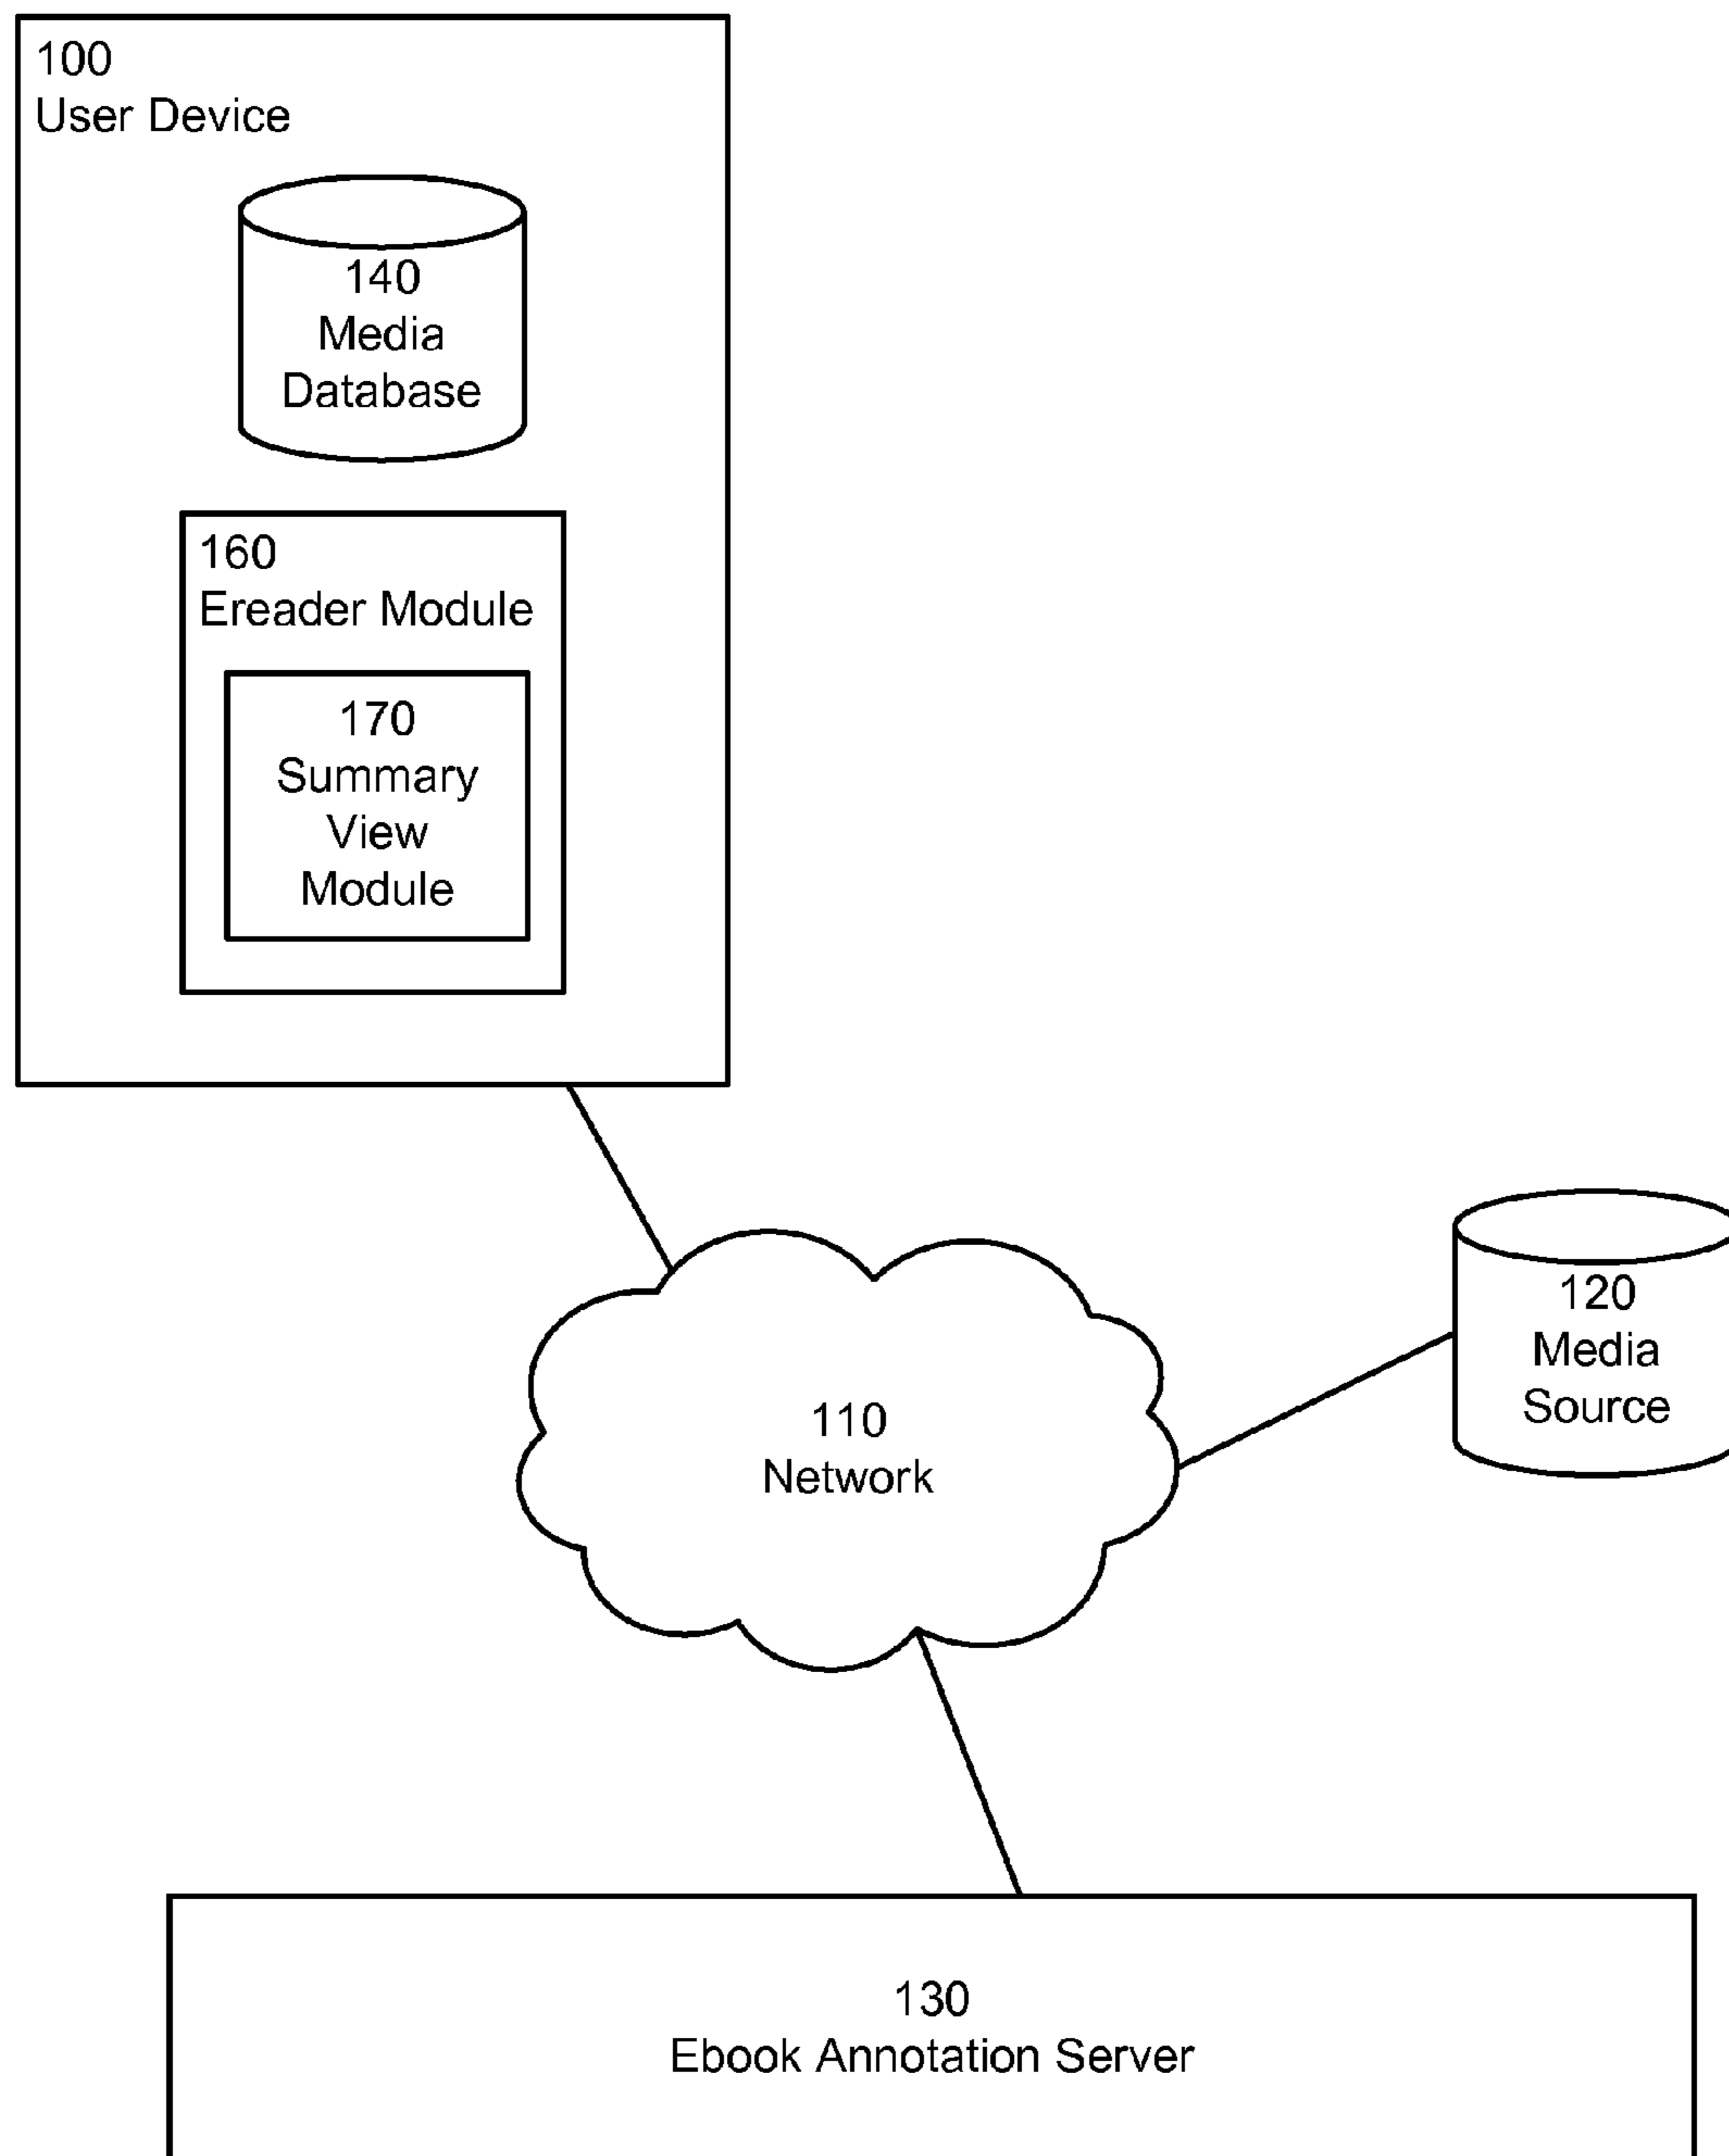 100
User Device
140
Media
Database
160
Ereader Module
170
Summary
View
Module
120
Media
Source
110
Network
130
Ebook Annotation Server